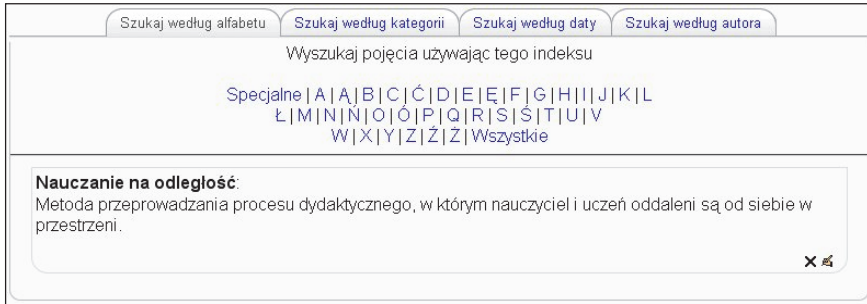 Szukaj według alfabetu Szukaj według kategorii Szukaj według daty Szukaj według autora
Wyszukaj pojęcia używając tego indeksu
Specjalne | A | Ą | B | C | Ć | D | E | Ę | F | G | H | I | J | K | L
Ł | M | N | Ń | O | Ó | P | Q | R | S | Ś | T | U | V
W | X | Y | Z | Ź | Ż | Wszystkie
Nauczanie na odległość:
Metoda przeprowadzania procesu dydaktycznego, w którym nauczyciel i uczeń oddaleni są od siebie w
przestrzeni.